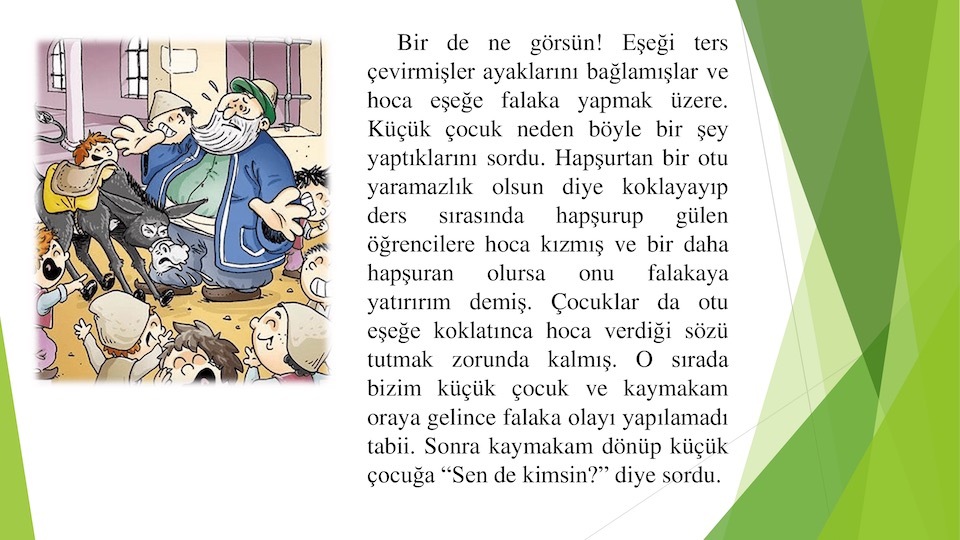 Bir de ne görsün! Eşeği ters
çevirmişler ayaklarını bağlamışlar ve
hoca eşeğe falaka yapmak üzere.
Küçük çocuk neden böyle bir şey
yaptıklarını sordu. Hapşurtan bir otu
yaramazlık olsun diye koklayayıp
ders sırasında hapşurup gülen
öğrencilere hoca kızmış ve bir daha
hapşuran olursa onu falakaya
yatırırım demiş. Çocuklar da otu
eşeğe koklatınca hoca verdiği sözü
tutmak zorunda kalmış. O sırada
bizim küçük çocuk ve kaymakam
oraya gelince falaka olayı yapılamadı
tabii. Sonra kaymakam dönüp küçük
çocuğa “Sen de kimsin?” diye sordu.